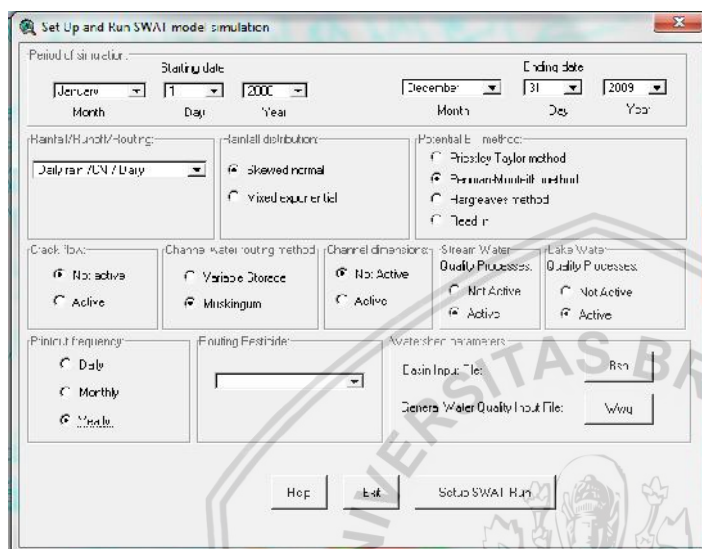 Set Up and Run SWAT model simulation
Period of simulation:
Starting date
Ending date
January 1 2000
December 31 2009
Month Day Year
Month Day Year
Rainfall/Runoff/Routing:
Rainfall distribution:
Potential ET method:
Daily rain /CN / Daily
Skewed normal
Mixed exponential
Priestley Taylor method
Penman-Monteith method
Hargreaves method
Read in
Crack flow:
Channel water routing method
Channel dimensions:
Stream Water Quality Processes:
Lake Water Quality Processes:
Not active
Active
Variable Storage
Muskingum
Not Active
Active
Not Active
Active
Not Active
Active
Printout frequency:
Routing Pesticide:
Watershed parameters
Daily
Monthly
Yearly
Basin Input File: Bsn
General Water Quality Input File: Wwq
Help Exit Setup SWAT Run
UNIVERSITAS BR